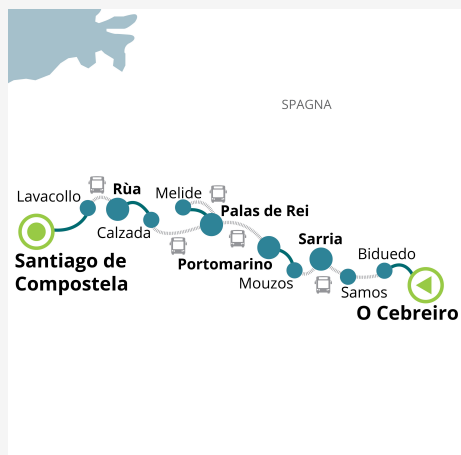 SPAGNA
Lavacollo
Rùa
Melide
Calzada
Palas de Rei
Santiago de
Compostela
Portomarino
Sarria
Mouzos
Biduedo
Samos
O Cebreiro